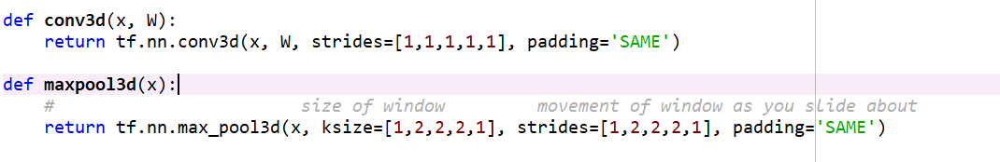 def conv3d(x, W):
    return tf.nn.conv3d(x, W, strides=[1,1,1,1,1], padding='SAME')

def maxpool3d(x):
    #                        size of window         movement of window as you slide about
    return tf.nn.max_pool3d(x, ksize=[1,2,2,2,1], strides=[1,2,2,2,1], padding='SAME')